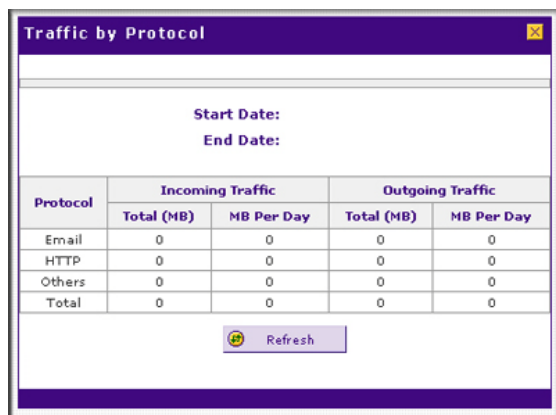 Traffic by Protocol
Start Date:
End Date:
Protocol Incoming Traffic Outgoing Traffic
Total (MB) MB Per Day Total (MB) MB Per Day
Email 0 0 0 0
HTTP 0 0 0 0
Others 0 0 0 0
Total 0 0 0 0
Refresh